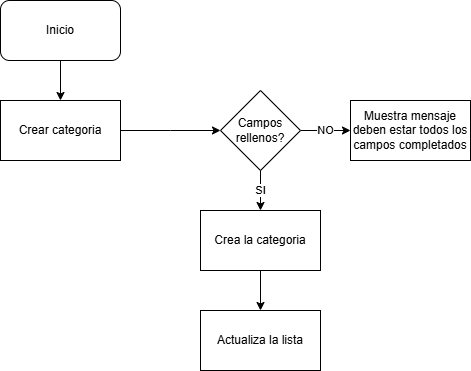 Inicio
Crear categoria
Campos
rellenos?
NO
Muestra mensaje
deben estar todos los
campos completados
SI
Crea la categoria
Actualiza la lista